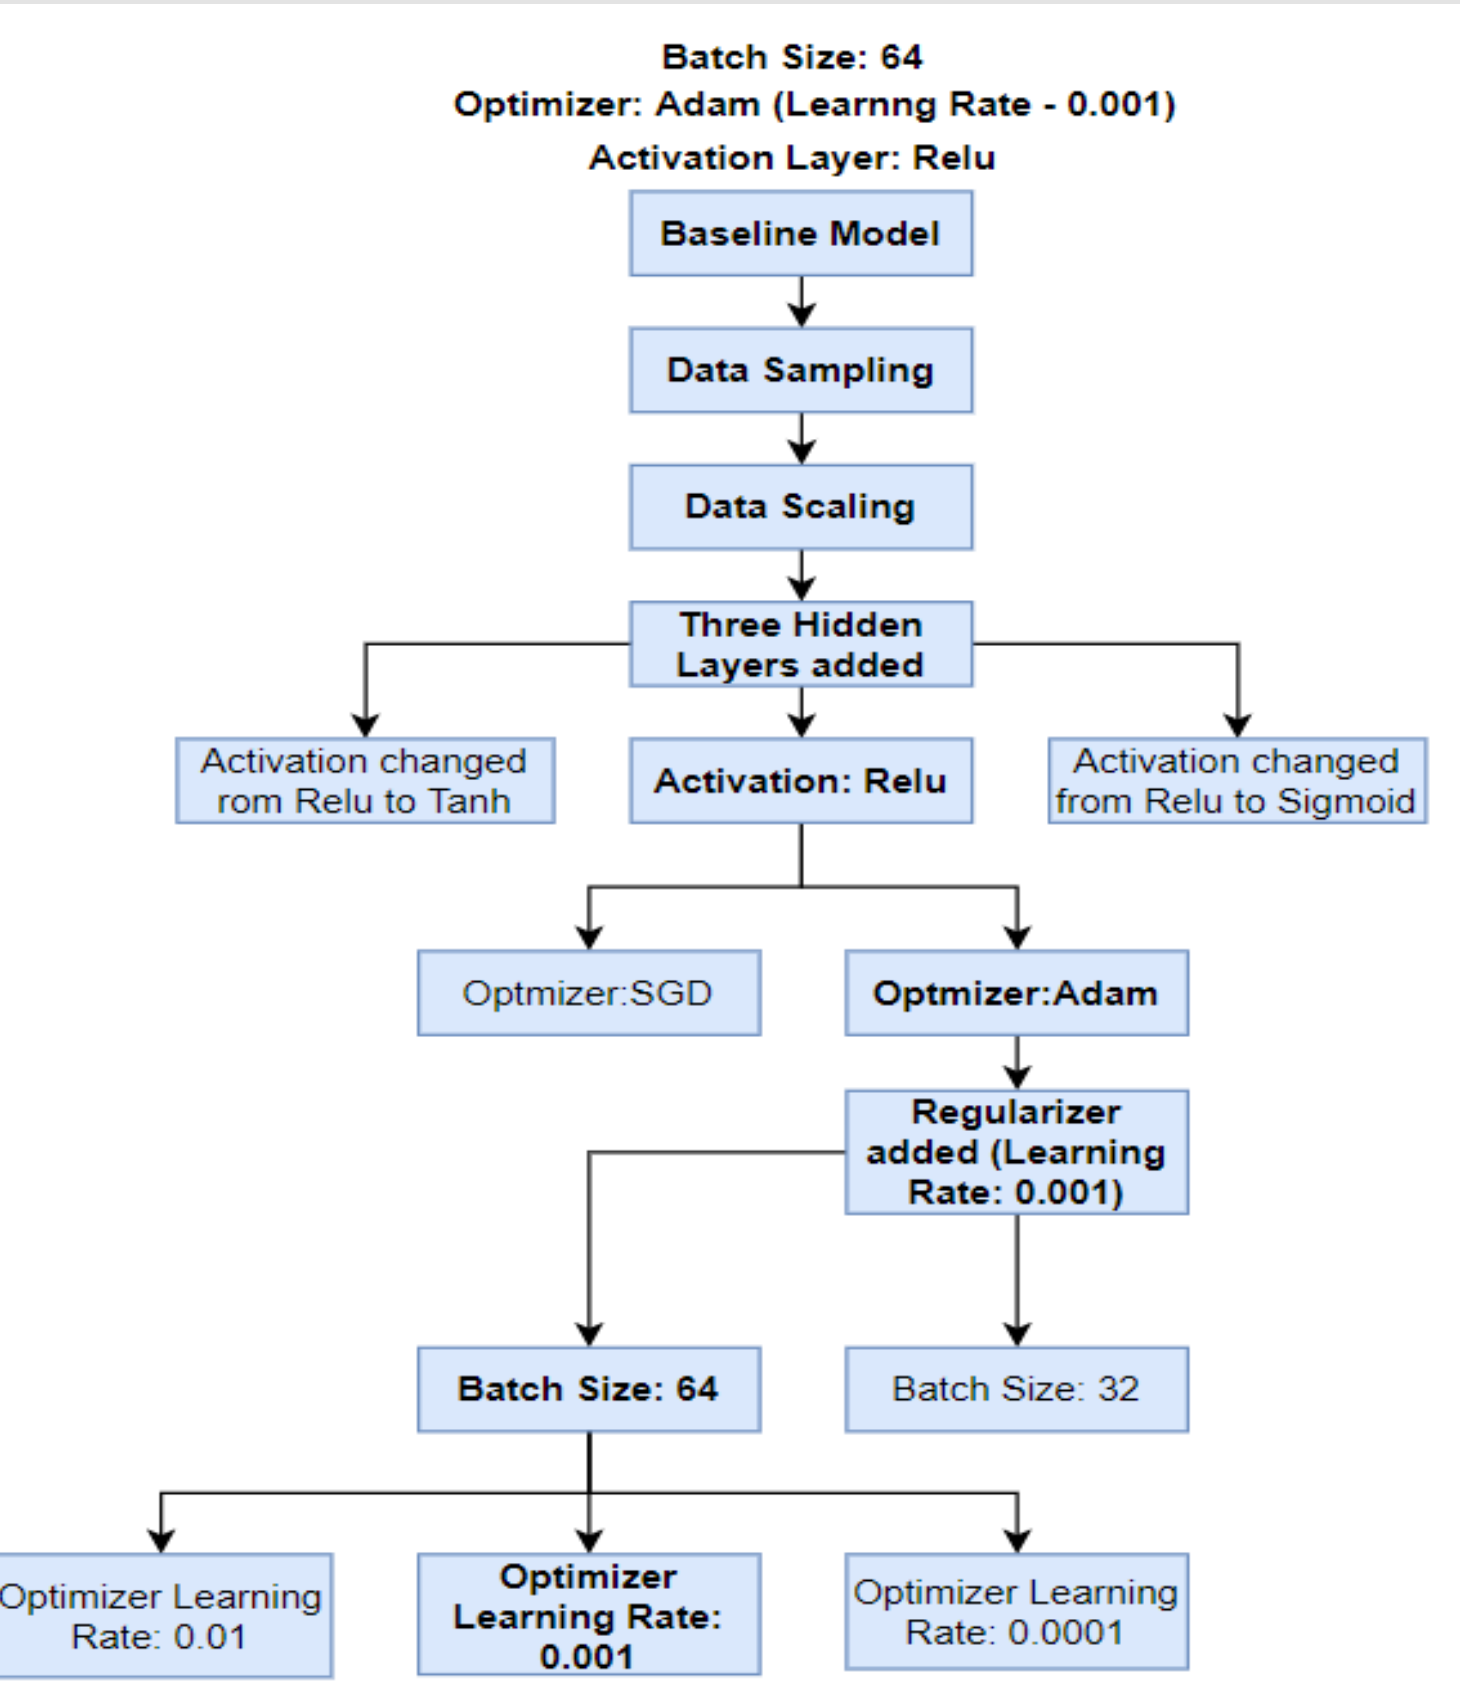 Batch Size: 64
Optimizer: Adam (Learnng Rate - 0.001)
Activation Layer: Relu
Baseline Model
Data Sampling
Data Scaling
Three Hidden
Layers added
Activation changed
rom Relu to Tanh
Activation: Relu
Activation changed
from Relu to Sigmoid
Optmizer:SGD
Optmizer:Adam
Regularizer
added (Learning
Rate: 0.001)
Batch Size: 64
Batch Size: 32
Optimizer Learning
Rate: 0.01
Optimizer
Learning Rate:
0.001
Optimizer Learning
Rate: 0.0001